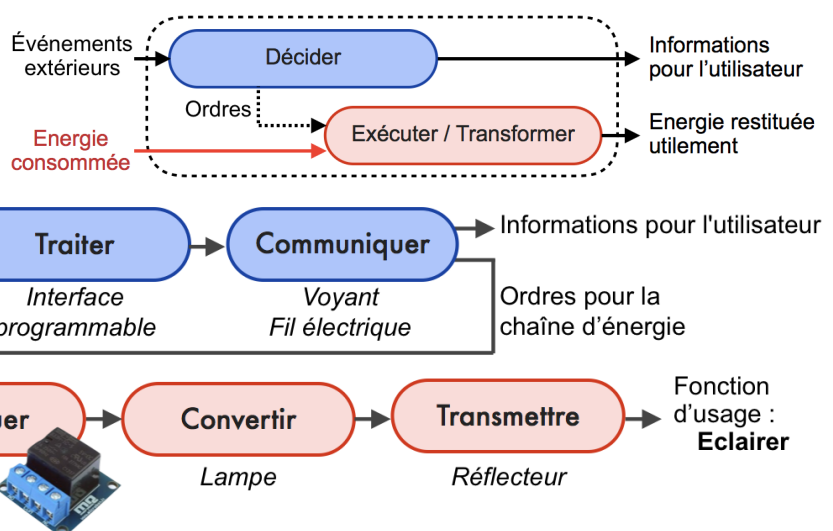 Événements
extérieurs
Décider
Informations
pour l'utilisateur
Ordres
Exécuter / Transformer
Energie
consommée
Energie restituée
utilement
Traiter
Communiquer
Informations pour l'utilisateur
Interface
programmable
Voyant
Fil électrique
Ordres pour la
chaîne d'énergie
uer
Convertir
Transmettre
Fonction
d'usage :
Eclairer
Lampe
Réflecteur